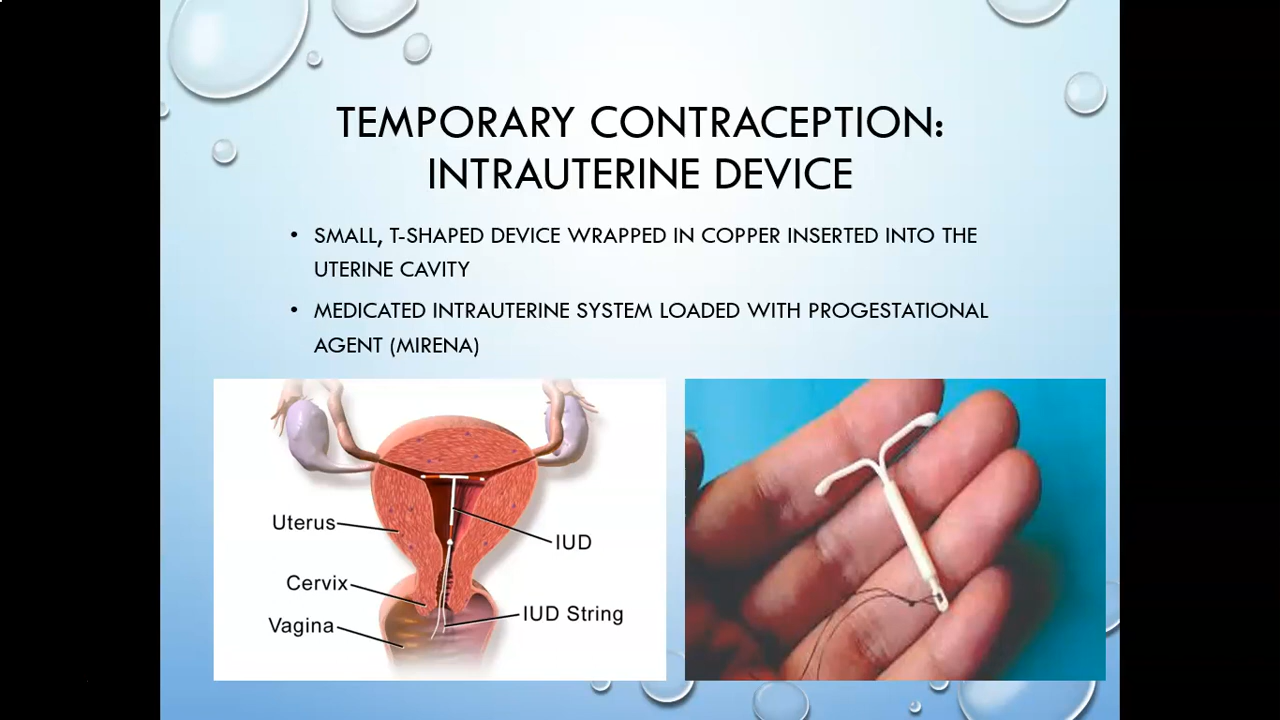 TEMPORARY CONTRACEPTION:
INTRAUTERINE DEVICE
• SMALL, T-SHAPED DEVICE WRAPPED IN COPPER INSERTED INTO THE
UTERINE CAVITY
• MEDICATED INTRAUTERINE SYSTEM LOADED WITH PROGESTATIONAL
AGENT (MIRENA)
Uterus
IUD
Cervix
IUD String
Vagina